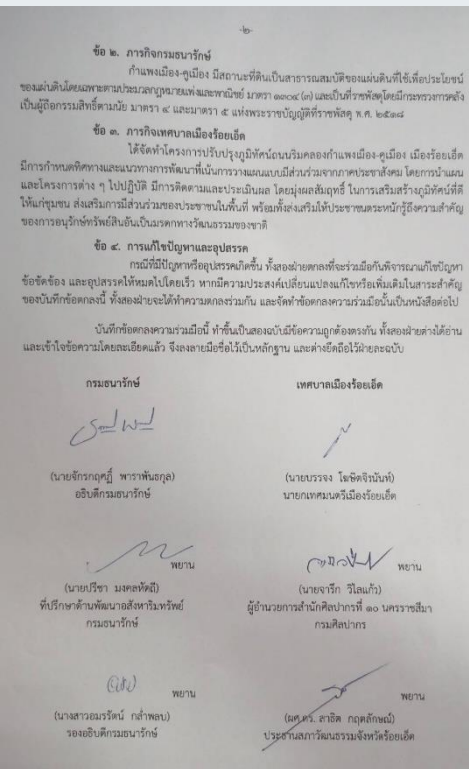 -๒-
ข้อ ๒. ภารกิจกรมธนารักษ์
กำแพงเมือง-คูเมือง มีสถานะที่ดินเป็นสาธารณสมบัติของแผ่นดินที่ใช้เพื่อประโยชน์
ของแผ่นดินโดยเฉพาะตามประมวลกฎหมายแพ่งและพาณิชย์ มาตรา ๑๓๐๔ (๓) และเป็นที่ราชพัสดุโดยมีกระทรวงการคลัง
เป็นผู้ถือกรรมสิทธิ์ตามนัย มาตรา ๔ และมาตรา ๕ แห่งพระราชบัญญัติที่ราชพัสดุ พ.ศ. ๒๕๑๘
ข้อ ๓. ภารกิจเทศบาลเมืองร้อยเอ็ด
ได้จัดทำโครงการปรับปรุงภูมิทัศน์ถนนริมคลองกำแพงเมือง-คูเมือง เมืองร้อยเอ็ด
มีการกำหนดทิศทางและแนวทางการพัฒนาที่เน้นการวางแผนแบบมีส่วนร่วมจากภาคประชาสังคม โดยการนำแผน
และโครงการต่าง ๆ ไปปฏิบัติ มีการติดตามและประเมินผล โดยมุ่งผลสัมฤทธิ์ ในการเสริมสร้างภูมิทัศน์ที่ดี
ให้แก่ชุมชน ส่งเสริมการมีส่วนร่วมของประชาชนในพื้นที่ พร้อมทั้งส่งเสริมให้ประชาชนตระหนักรู้ถึงความสำคัญ
ของการอนุรักษ์ทรัพย์สินอันเป็นมรดกทางวัฒนธรรมของชาติ
ข้อ ๔. การแก้ไขปัญหาและอุปสรรค
กรณีที่มีปัญหาหรืออุปสรรคเกิดขึ้น ทั้งสองฝ่ายตกลงที่จะร่วมมือกันพิจารณาแก้ไขปัญหา
ข้อขัดข้อง และอุปสรรคให้หมดไปโดยเร็ว หากมีความประสงค์เปลี่ยนแปลงแก้ไขหรือเพิ่มเติมในสาระสำคัญ
ของบันทึกข้อตกลงนี้ ทั้งสองฝ่ายจะได้ทำความตกลงร่วมกัน และจัดทำข้อตกลงความร่วมมือนั้นเป็นหนังสือต่อไป
บันทึกข้อตกลงความร่วมมือนี้ ทำขึ้นเป็นสองฉบับมีข้อความถูกต้องตรงกัน ทั้งสองฝ่ายต่างได้อ่าน
และเข้าใจข้อความโดยละเอียดแล้ว จึงลงลายมือชื่อไว้เป็นหลักฐาน และต่างยึดถือไว้ฝ่ายละฉบับ
กรมธนารักษ์ เทศบาลเมืองร้อยเอ็ด
(นายจักรกฤศฏิ์ พาราพันธกุล) (นายบรรจง โฆษิตจิรนันท์)
อธิบดีกรมธนารักษ์ นายกเทศมนตรีเมืองร้อยเอ็ด
พยาน พยาน
(นายปรีชา มงคลหัตถี) (นายจารึก วิไลแก้ว)
ที่ปรึกษาด้านพัฒนาอสังหาริมทรัพย์ ผู้อำนวยการสำนักศิลปากรที่ ๑๐ นครราชสีมา
กรมธนารักษ์ กรมศิลปากร
พยาน พยาน
(นางสาวอมรรัตน์ กล่ำพลบ) (ผศ.ดร. สาธิต กฤตลักษณ์)
รองอธิบดีกรมธนารักษ์ ประธานสภาวัฒนธรรมจังหวัดร้อยเอ็ด